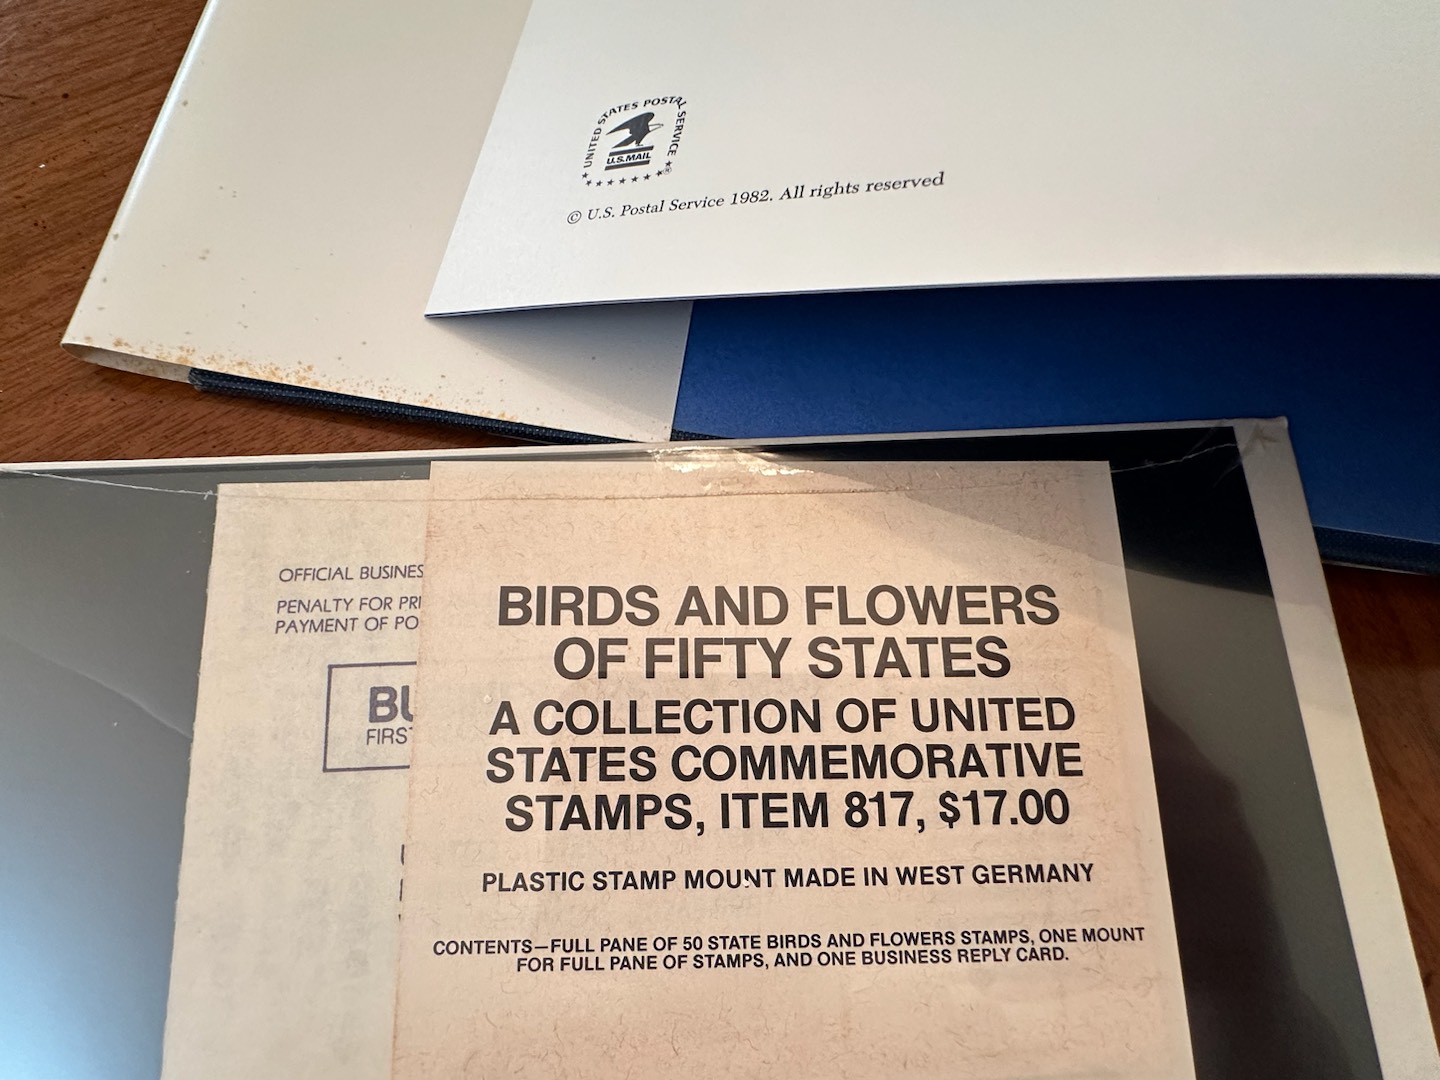 UNITED STATES POSTAL SERVICE
U.S.MAIL
®
© U.S. Postal Service 1982. All rights reserved
OFFICIAL BUSINES
PENALTY FOR PRI
PAYMENT OF PO
BU
FIRST
BIRDS AND FLOWERS
OF FIFTY STATES
A COLLECTION OF UNITED
STATES COMMEMORATIVE
STAMPS, ITEM 817, $17.00
PLASTIC STAMP MOUNT MADE IN WEST GERMANY
CONTENTS—FULL PANE OF 50 STATE BIRDS AND FLOWERS STAMPS, ONE MOUNT
FOR FULL PANE OF STAMPS, AND ONE BUSINESS REPLY CARD.